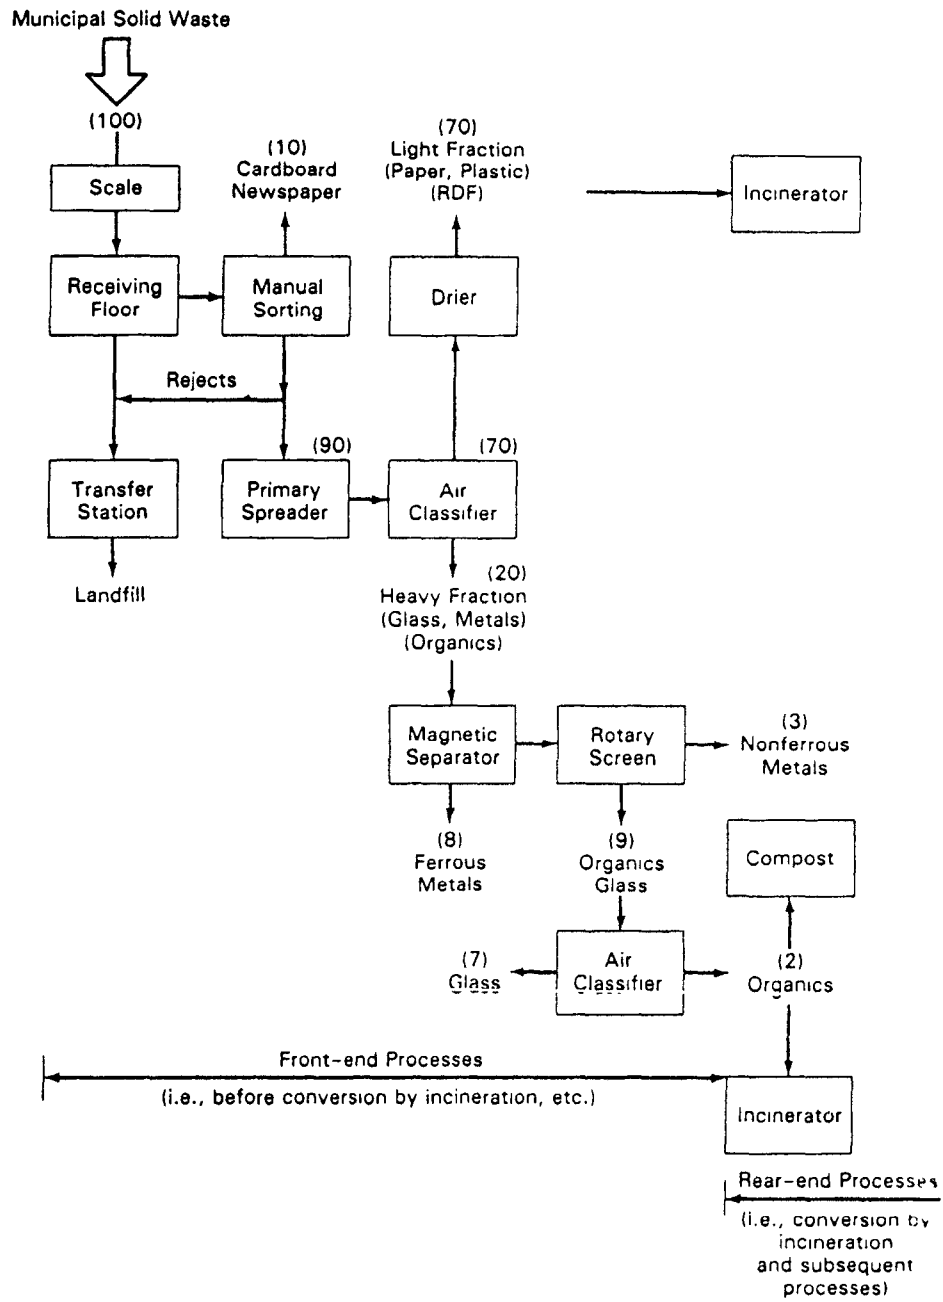 Municipal Solid Waste
(100)
Scale
Receiving
Floor
(10)
Cardboard
Newspaper
Manual
Sorting
(70)
Light Fraction
(Paper, Plastic)
(RDF)
Drier
Incinerator
Rejects
Transfer
Station
Landfill
(90)
Primary
Spreader
(70)
Air
Classifier
(20)
Heavy Fraction
(Glass, Metals)
(Organics)
Magnetic
Separator
Rotary
Screen
(3)
Nonferrous
Metals
(8)
Ferrous
Metals
(9)
Organics
Glass
Compost
(7)
Glass
Air
Classifier
(2)
Organics
Front-end Processes
(i.e., before conversion by incineration, etc.)
Incinerator
Rear-end Processes
(i.e., conversion by
incineration
and subsequent
processes)